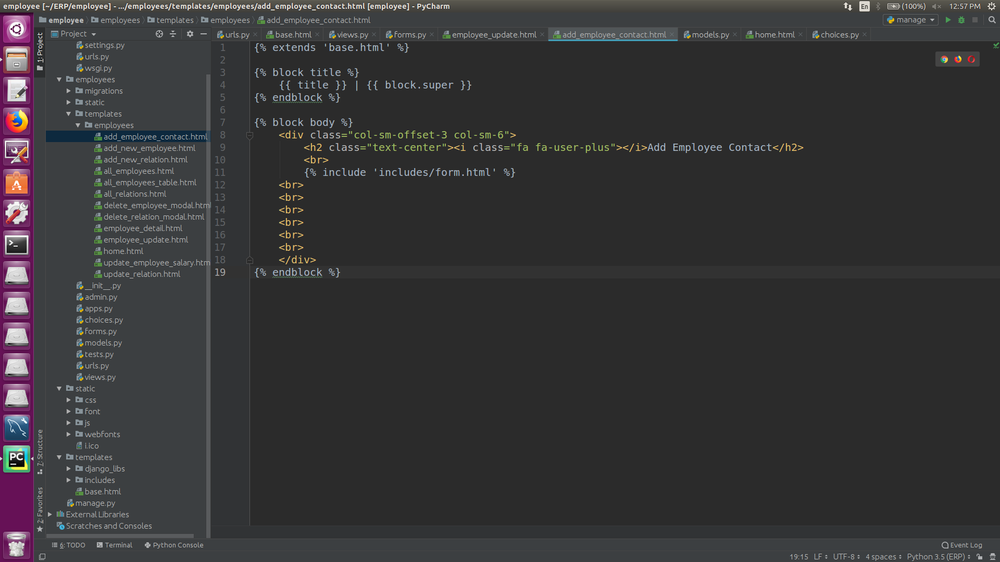 employee [~/ERP/employee] - .../employees/templates/employees/add_employee_contact.html [employee] - PyCharm
En (100%) 12:57 PM
employee employees templates employees add_employee_contact.html
manage
1: Project
Project
urls.py base.html views.py forms.py employee_update.html add_employee_contact.html models.py home.html choices.py
settings.py
urls.py
wsgi.py
employees
migrations
static
templates
employees
add_employee_contact.html
add_new_employee.html
add_new_relation.html
all_employees.html
all_employees_table.html
all_relations.html
delete_employee_modal.html
delete_relation_modal.html
employee_detail.html
employee_update.html
home.html
update_employee_salary.htm
update_relation.html
__init__.py
admin.py
apps.py
choices.py
forms.py
models.py
tests.py
urls.py
views.py
static
css
font
js
webfonts
i.ico
templates
django_libs
includes
base.html
manage.py
External Libraries
Scratches and Consoles
7: Structure
2: Favorites
1 {% extends 'base.html' %}
2
3 {% block title %}
4 {{ title }} | {{ block.super }}
5 {% endblock %}
6
7 {% block body %}
8 <div class="col-sm-offset-3 col-sm-6">
9 <h2 class="text-center"><i class="fa fa-user-plus"></i>Add Employee Contact</h2>
10 <br>
11 {% include 'includes/form.html' %}
12 <br>
13 <br>
14 <br>
15 <br>
16 <br>
17 <br>
18 </div>
19 {% endblock %}
PC
6: TODO Terminal Python Console
Event Log
19:15 LF UTF-8 4 spaces Python 3.5 (ERP)